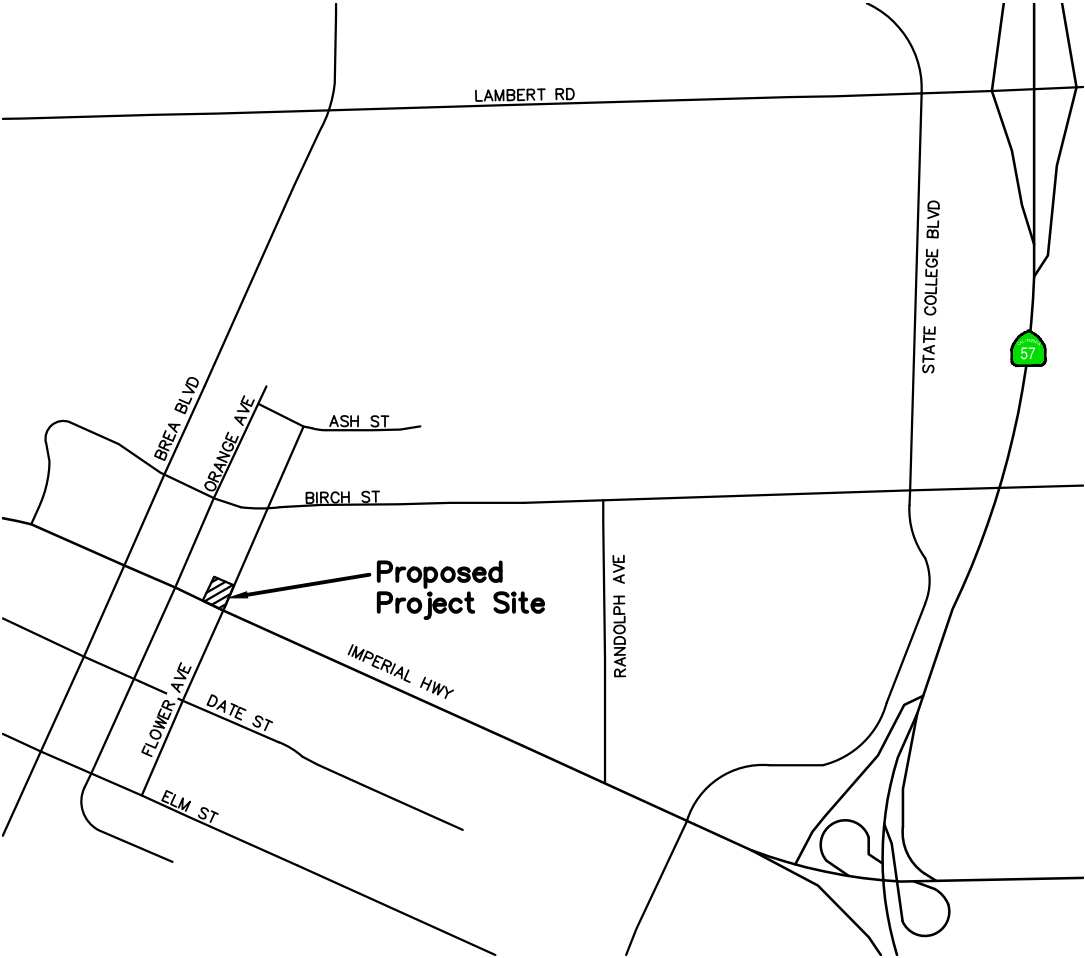 LAMBERT RD
STATE COLLEGE BLVD
57
BREA BLVD
ORANGE AVE
ASH ST
BIRCH ST
Proposed
Project Site
RANDOLPH AVE
IMPERIAL HWY
FLOWER AVE
DATE ST
ELM ST